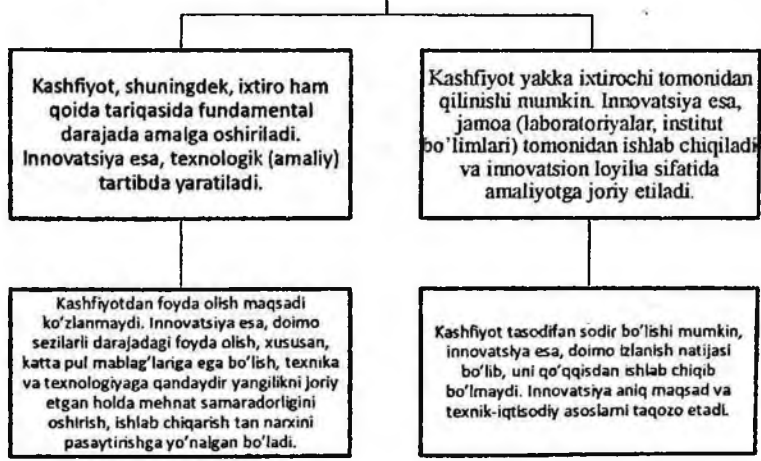 Kashfiyot, shuningdek, ixtiro ham
qoida tariqasida fundamental
darajada amalga oshiriladi.
Innovatsiya esa, texnologik (amaliy)
tartibda yaratiladi.
Kashfiyot yakka ixtirochi tomonidan
qilinishi mumkin. Innovatsiya esa,
jamoa (laboratoriyalar, institut
bo'limlari) tomonidan ishlab chiqiladi
va innovatsion loyiha sifatida
amaliyotga joriy etiladi.
Kashfiyotdan foyda olish maqsadi
ko'zlanmaydi. Innovatsiya esa, doimo
sezilarli darajadagi foyda olish, xususan,
katta pul mablag'lariga ega bo'lish, texnika
va texnologiyaga qandaydir yangilikni joriy
etgan holda mehnat samaradorligini
oshirish, ishlab chiqarish tan narxini
pasaytirishga yo'nalgan bo'ladi.
Kashfiyot tasodifan sodir bo'lishi mumkin,
innovatsiya esa, doimo izlanish natijasi
bo'lib, uni qo'qqisdan ishlab chiqib
bo'lmaydi. Innovatsiya aniq maqsad va
texnik-iqtisodiy asoslarni taqozo etadi.